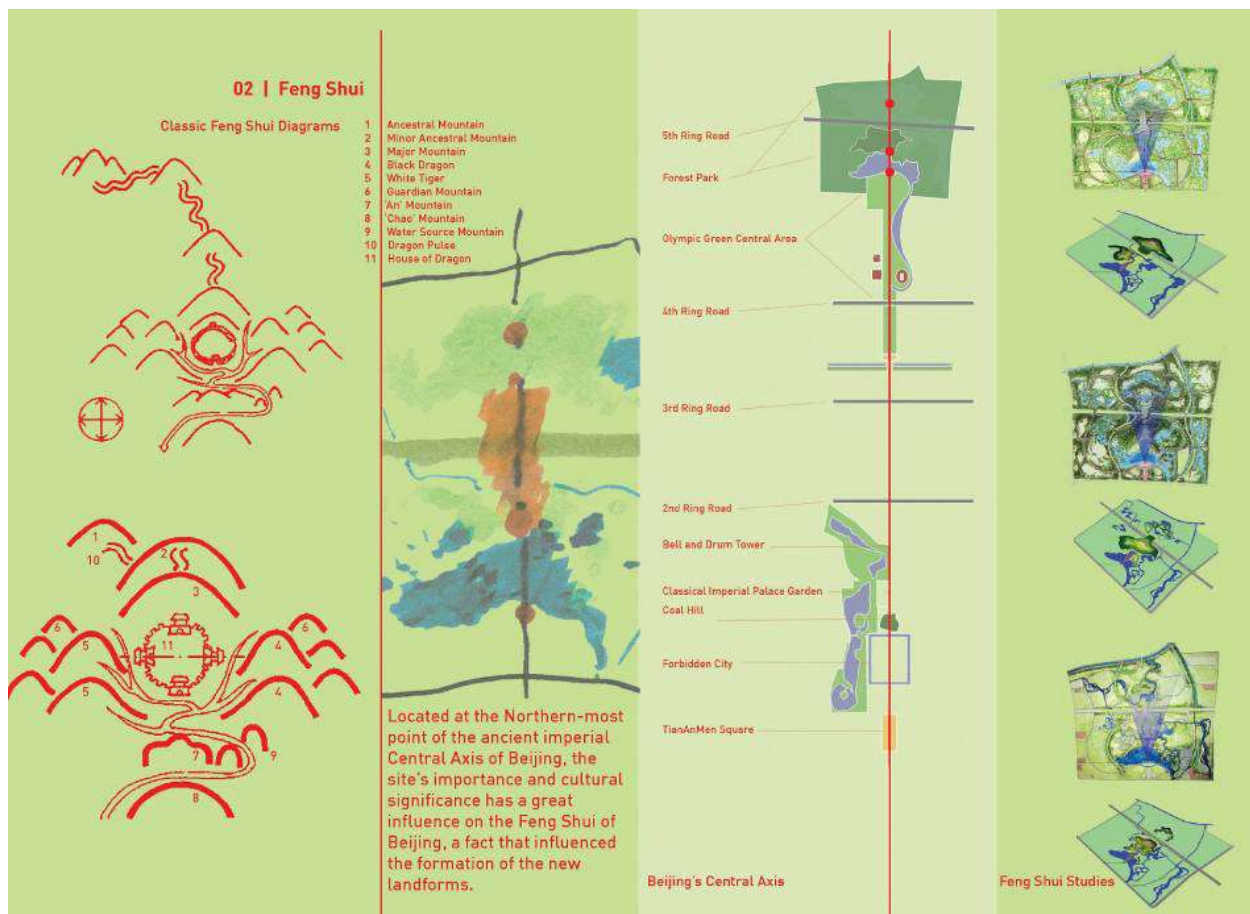 02 | Feng Shui
Classic Feng Shui Diagrams
1 Ancestral Mountain
2 Minor Ancestral Mountain
3 Major Mountain
4 Black Dragon
5 White Tiger
6 Guardian Mountain
7 'An' Mountain
8 'Chao' Mountain
9 Water Source Mountain
10 Dragon Pulse
11 House of Dragon
1
10
2
3
6
5
11
6
4
5
4
7
9
8
Located at the Northern-most
point of the ancient imperial
Central Axis of Beijing, the
site's importance and cultural
significance has a great
influence on the Feng Shui of
Beijing, a fact that influenced
the formation of the new
landforms.
5th Ring Road
Forest Park
Olympic Green Central Area
4th Ring Road
3rd Ring Road
2nd Ring Road
Bell and Drum Tower
Classical Imperial Palace Garden
Coal Hill
Forbidden City
TianAnMen Square
Beijing's Central Axis
Feng Shui Studies